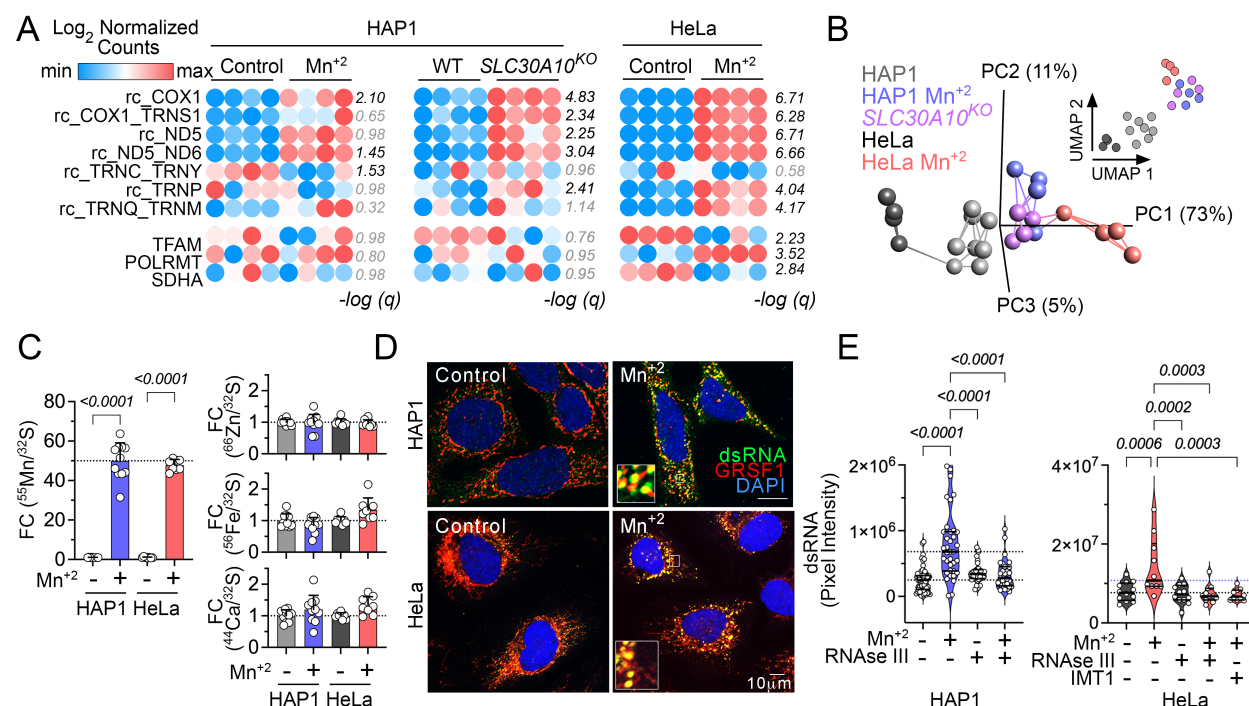 A
Log2 Normalized
Counts
min max
HAP1
HeLa
Control Mn+2 WT SLC30A10KO Control Mn+2
rc_COX1 2.10 4.83 6.71
rc_COX1_TRNS1 0.65 2.34 6.28
rc_ND5 0.98 2.25 6.71
rc_ND5_ND6 1.45 3.04 6.66
rc_TRNC_TRNY 1.53 0.96 0.58
rc_TRNP 0.98 2.41 4.04
rc_TRNQ_TRNM 0.32 1.14 4.17
TFAM 0.98 0.76 2.23
POLRMT 0.80 0.95 3.52
SDHA 0.98 0.95 2.84
-log (q) -log (q) -log (q)
B
HAP1
HAP1 Mn+2
SLC30A10KO
HeLa
HeLa Mn+2
PC2 (11%)
UMAP 2
UMAP 1
PC1 (73%)
PC3 (5%)
C
FC (55Mn/32S)
80
60
40
20
0
<0.0001
<0.0001
Mn+2 - + - +
HAP1 HeLa
FC
(66Zn/32S)
2
1
0
FC
(56Fe/32S)
2
1
0
FC
(44Ca/32S)
2
1
0
Mn+2 - + - +
HAP1 HeLa
D
HAP1
Control
Mn+2
dsRNA
GRSF1
DAPI
HeLa
Control
Mn+2
10µm
E
dsRNA
(Pixel Intensity)
<0.0001
<0.0001
<0.0001
2×106
1×106
0
Mn+2 - + - +
RNAse III - - + +
HAP1
0.0003
0.0002
0.0006 0.0003
4×107
2×107
0
Mn+2 - + - + +
RNAse III - - + + -
IMT1 - - - - +
HeLa